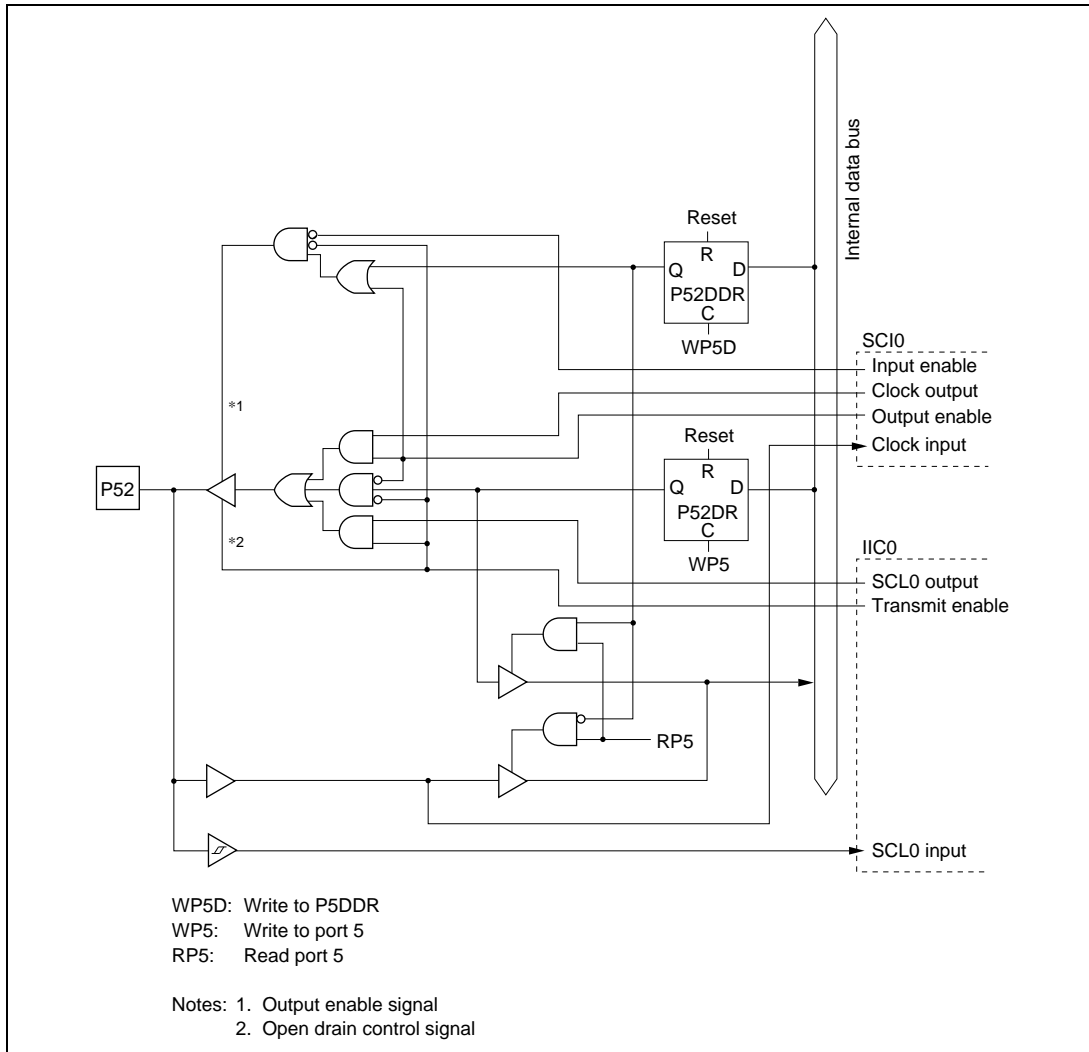 Internal data bus
Reset
R
Q D
P52DDR
C
WP5D
SCI0
Input enable
Clock output
Output enable
Clock input
*1
Reset
R
Q D
P52DR
C
WP5
P52
*2
IIC0
SCL0 output
Transmit enable
RP5
SCL0 input
WP5D: Write to P5DDR
WP5: Write to port 5
RP5: Read port 5
Notes: 1. Output enable signal
2. Open drain control signal